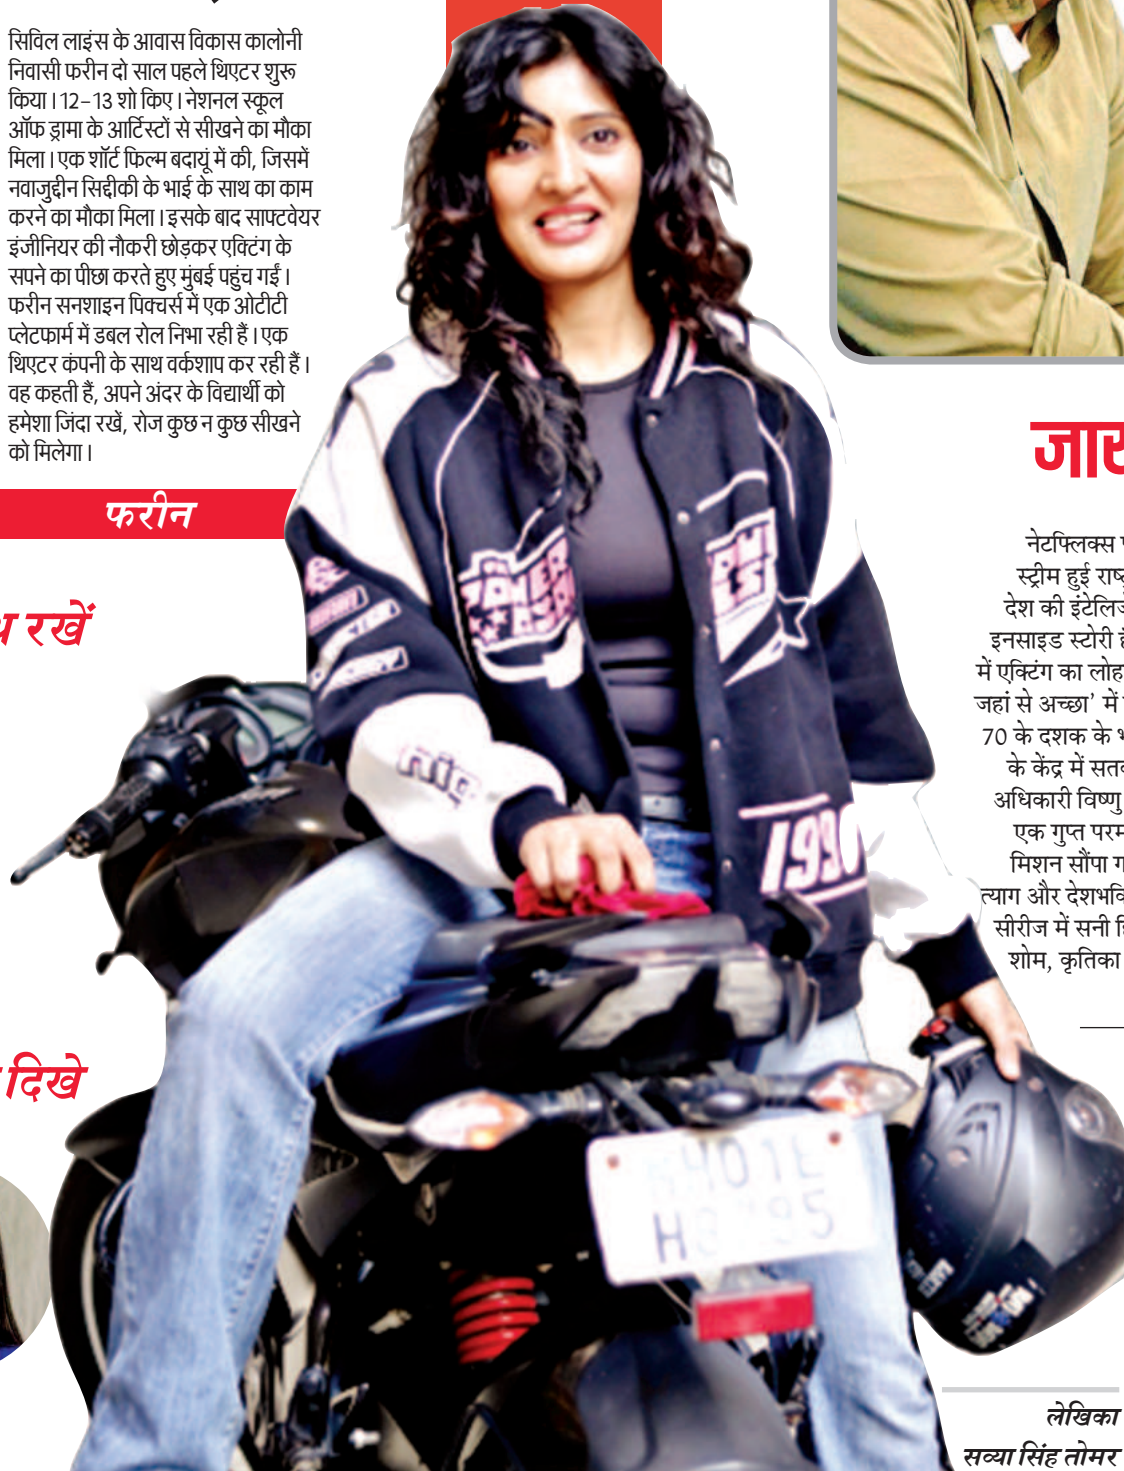 सिविल लाइंस के आवास विकास कालोनी
निवासी फरीन दो साल पहले थिएटर शुरू
किया। 12-13 शो किए। नेशनल स्कूल
ऑफ ड्रामा के आर्टिस्टों से सीखने का मौका
मिला। एक शॉर्ट फिल्म बदायूं में की, जिसमें
नवाजुद्दीन सिद्दीकी के भाई के साथ का काम
करने का मौका मिला। इसके बाद साफ्टवेयर
इंजीनियर की नौकरी छोड़कर एक्टिंग के
सपने का पीछा करते हुए मुंबई पहुंच गईं।
फरीन सनशाइन पिक्चर्स में एक ओटीटी
प्लेटफार्म में डबल रोल निभा रही हैं। एक
थिएटर कंपनी के साथ वर्कशाप कर रही हैं।
वह कहती हैं, अपने अंदर के विद्यार्थी को
हमेशा जिंदा रखें, रोज कुछ न कुछ सीखने
को मिलेगा।
फरीन
रखें
दिखे
1990
नेटफ्लिक्स
स्ट्रीम हुई
देश की
इनसाइड स्टोरी
में एक्टिंग का
जहां से अच्छा’ में
70 के दशक के
के केंद्र में
अधिकारी विष्णु
एक गुप्त
मिशन सौंपा
त्याग और
सीरीज में सनी
शोम, कृतिका
लेखिका
सव्या सिंह तोमर